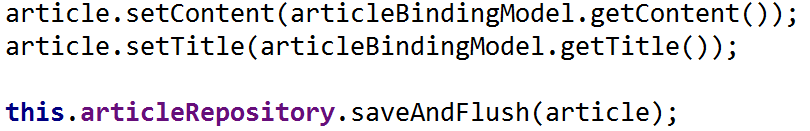 article.setContent(articleBindingModel.getContent());
article.setTitle(articleBindingModel.getTitle());
this.articleRepository.saveAndFlush(article);